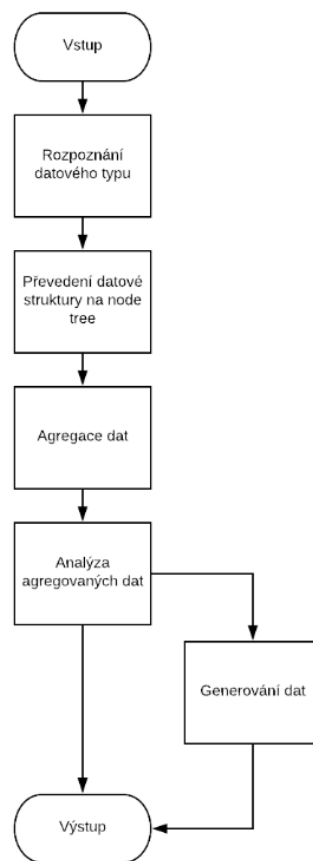 Vstup
Rozpoznání
datového typu
Převedení datové
struktury na node
tree
Agregace dat
Analýza
agregovaných dat
Generování dat
Výstup